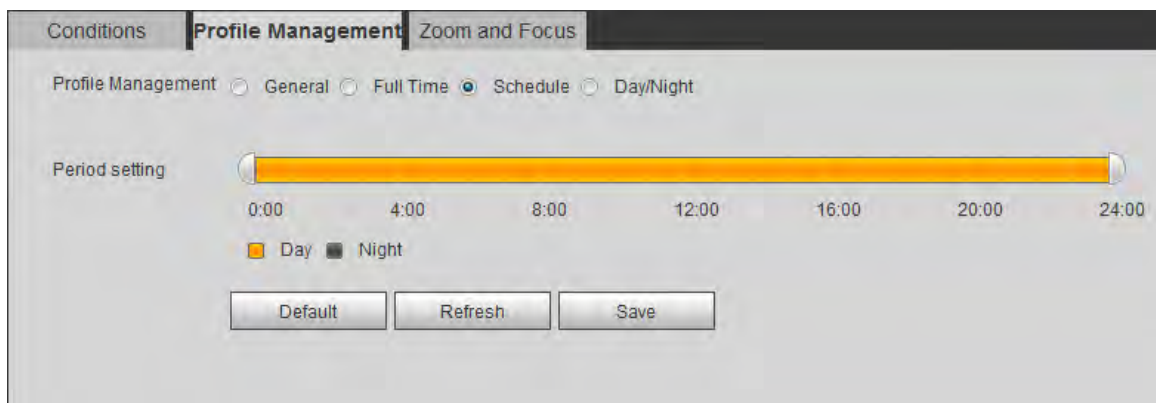 Conditions Profile Management Zoom and Focus
Profile Management General Full Time Schedule Day/Night
Period setting
0:00 4:00 8:00 12:00 16:00 20:00 24:00
Day Night
Default Refresh Save